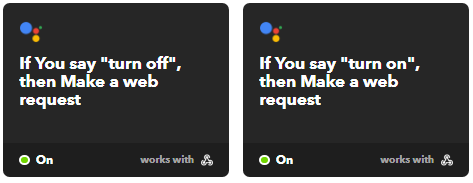 If You say "turn off",
then Make a web
request
On
works with
If You say "turn on",
then Make a web
request
On
works with